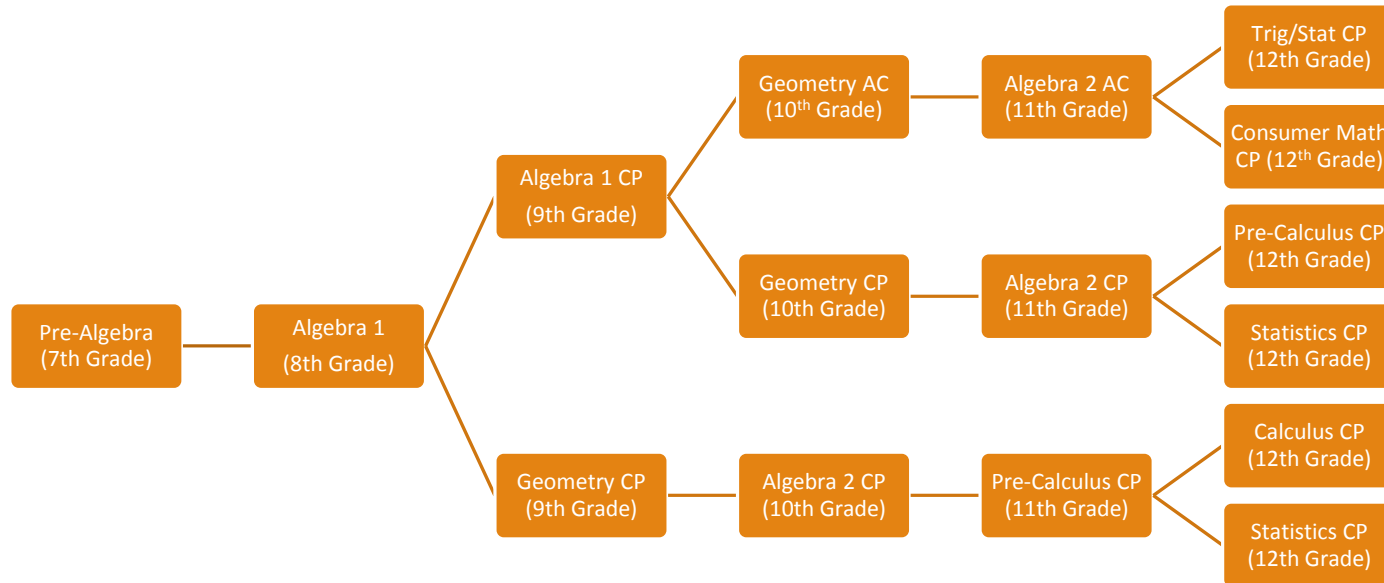 Pre-Algebra
(7th Grade)
Algebra 1
(8th Grade)
Algebra 1 CP
(9th Grade)
Geometry AC
(10th Grade)
Algebra 2 AC
(11th Grade)
Trig/Stat CP
(12th Grade)
Consumer Math
CP (12th Grade)
Geometry CP
(10th Grade)
Algebra 2 CP
(11th Grade)
Pre-Calculus CP
(12th Grade)
Statistics CP
(12th Grade)
Geometry CP
(9th Grade)
Algebra 2 CP
(10th Grade)
Pre-Calculus CP
(11th Grade)
Calculus CP
(12th Grade)
Statistics CP
(12th Grade)